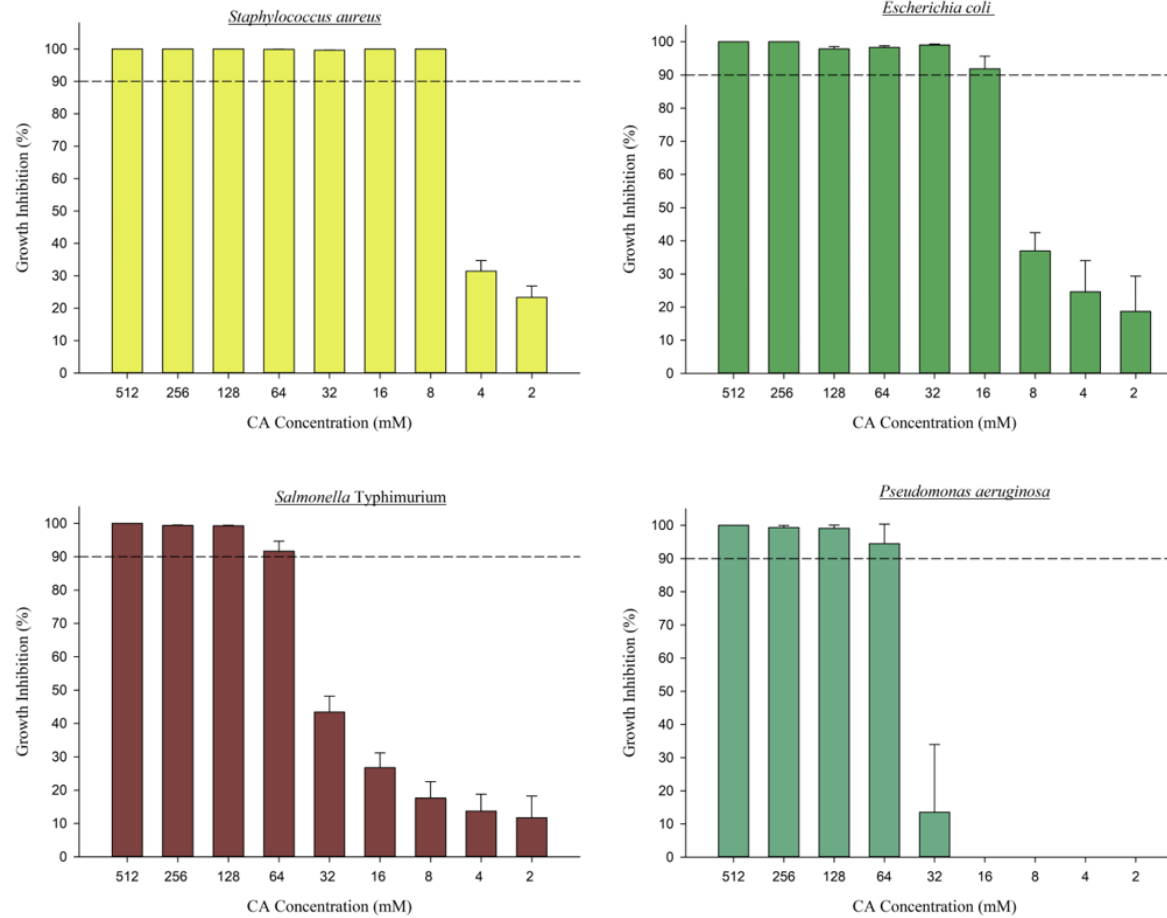 Staphylococcus aureus
Growth Inhibition (%)
100
90
80
70
60
50
40
30
20
10
0
512 256 128 64 32 16 8 4 2
CA Concentration (mM)
Escherichia coli
Growth Inhibition (%)
100
90
80
70
60
50
40
30
20
10
0
512 256 128 64 32 16 8 4 2
CA Concentration (mM)
Salmonella Typhimurium
Growth Inhibition (%)
100
90
80
70
60
50
40
30
20
10
0
512 256 128 64 32 16 8 4 2
CA Concentration (mM)
Pseudomonas aeruginosa
Growth Inhibition (%)
100
90
80
70
60
50
40
30
20
10
0
512 256 128 64 32 16 8 4 2
CA Concentration (mM)